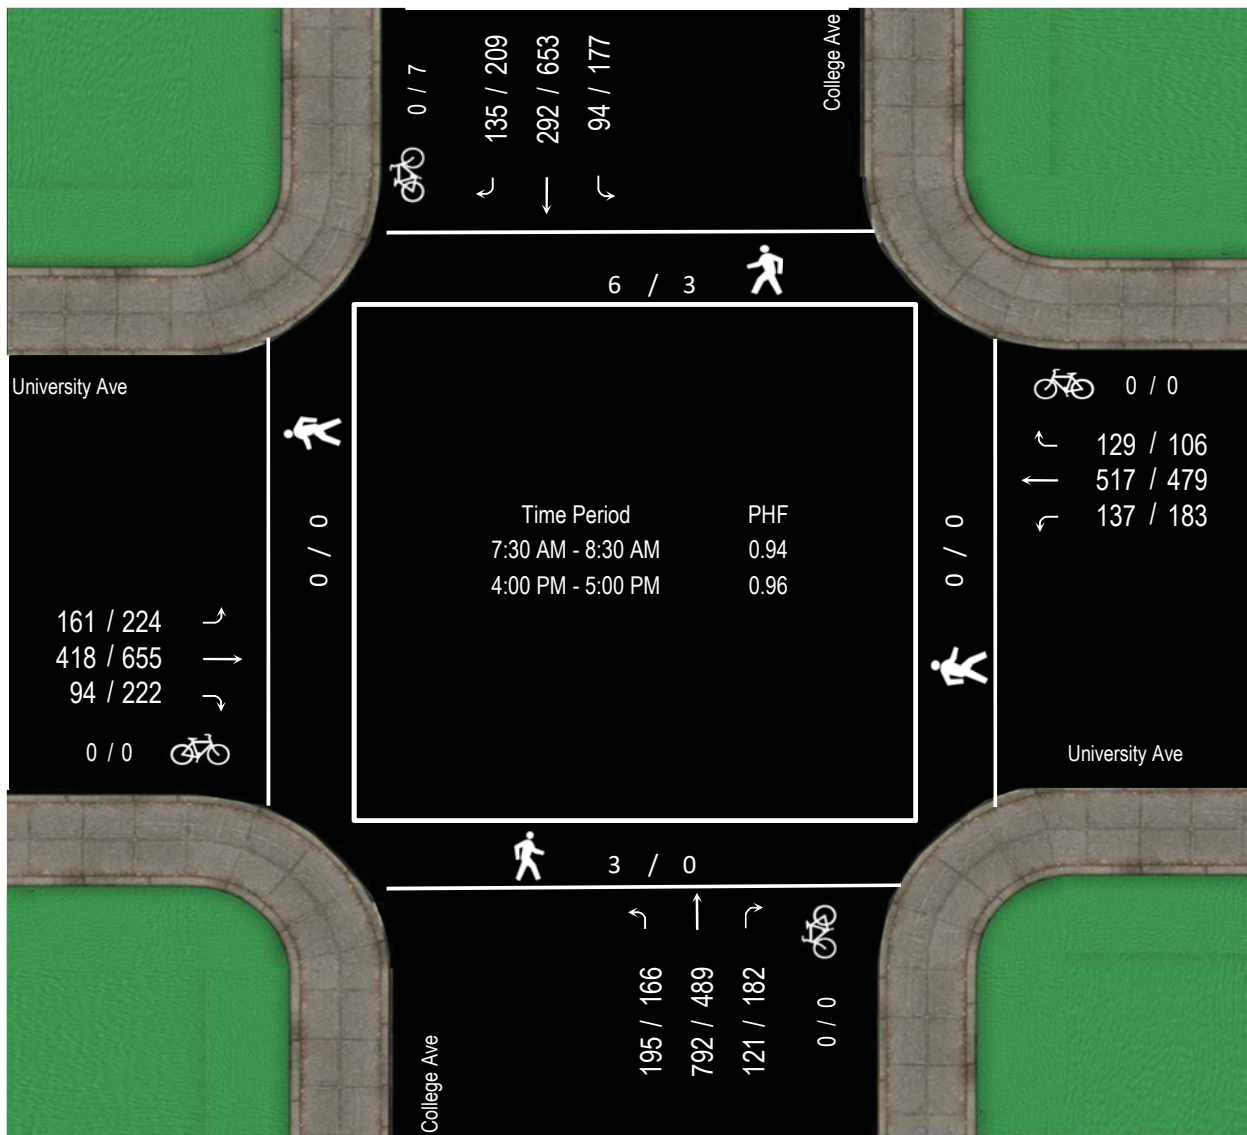 0 / 7
135 / 209
292 / 653
94 / 177
College Ave
6 / 3
University Ave
0 / 0
129 / 106
517 / 479
137 / 183
0 / 0
Time Period PHF
7:30 AM - 8:30 AM 0.94
4:00 PM - 5:00 PM 0.96
0 / 0
161 / 224
418 / 655
94 / 222
0 / 0
University Ave
3 / 0
College Ave
195 / 166
792 / 489
121 / 182
0 / 0